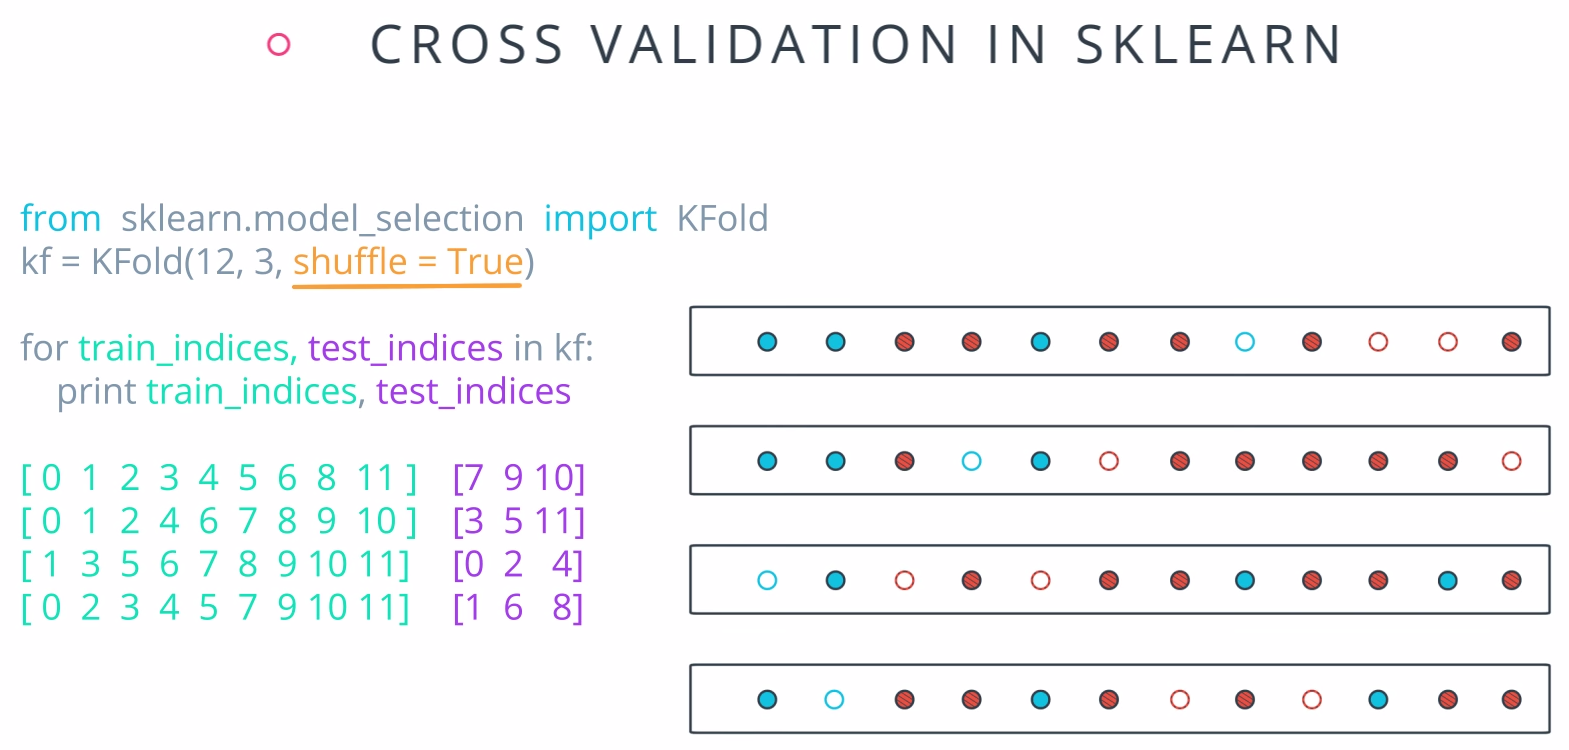 CROSS VALIDATION IN SKLEARN
from sklearn.model_selection import KFold
kf = KFold(12, 3, shuffle = True)
for train_indices, test_indices in kf:
print train_indices, test_indices
[ 0 1 2 3 4 5 6 8 11 ] [7 9 10]
[ 0 1 2 4 6 7 8 9 10 ] [3 5 11]
[ 1 3 5 6 7 8 9 10 11] [0 2 4]
[ 0 2 3 4 5 7 9 10 11] [1 6 8]